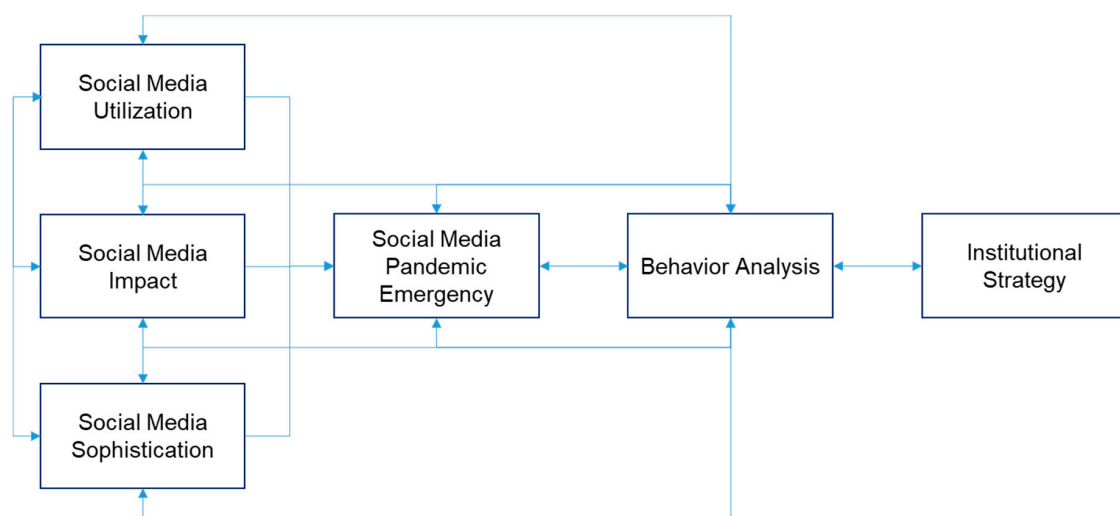 Social Media
Utilization
Social Media
Impact
Social Media
Pandemic
Emergency
Behavior Analysis
Institutional
Strategy
Social Media
Sophistication